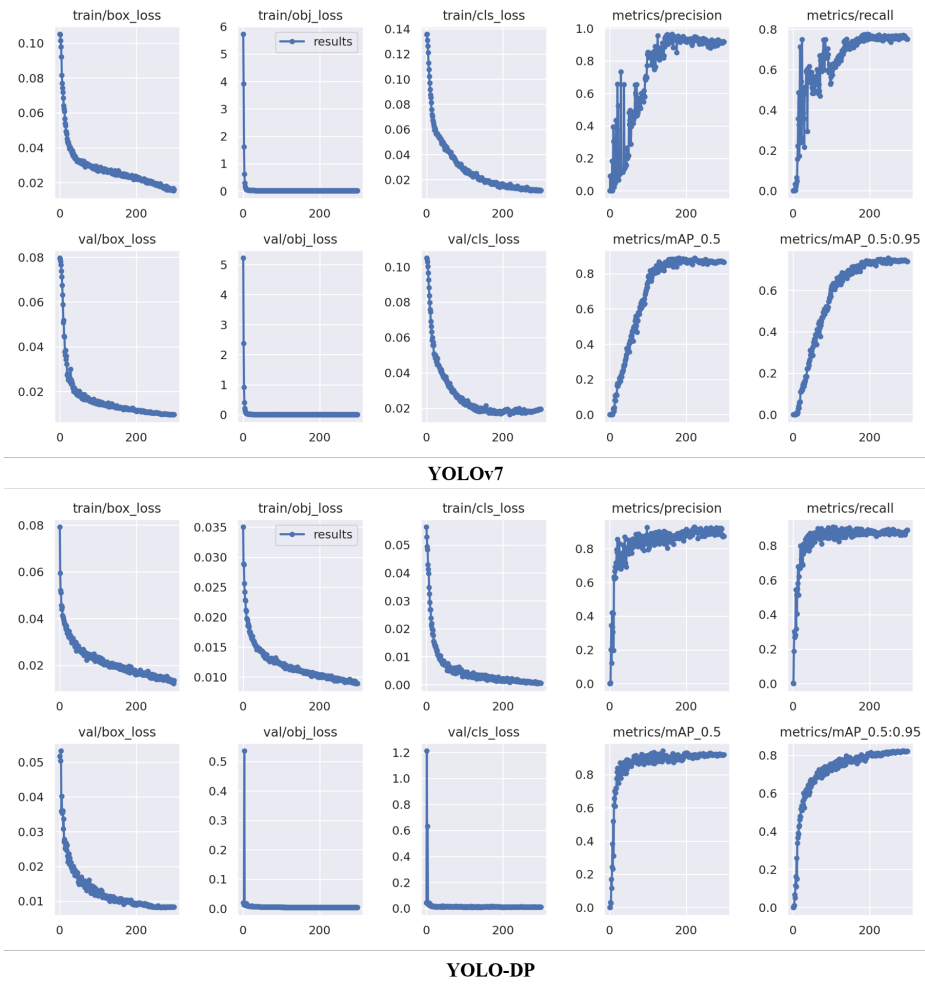 train/box_loss train/obj_loss train/cls_loss metrics/precision metrics/recall
0.10 0.08 0.06 0.04 0.02
0 200
results
6 5 4 3 2 1 0
0 200
0.14 0.12 0.10 0.08 0.06 0.04 0.02
0 200
1.0 0.8 0.6 0.4 0.2 0.0
0 200
0.8 0.6 0.4 0.2 0.0
0 200
val/box_loss val/obj_loss val/cls_loss metrics/mAP_0.5 metrics/mAP_0.5:0.95
0.08 0.06 0.04 0.02
0 200
5 4 3 2 1 0
0 200
0.10 0.08 0.06 0.04 0.02
0 200
0.8 0.6 0.4 0.2 0.0
0 200
0.6 0.4 0.2 0.0
0 200
YOLOv7
train/box_loss train/obj_loss train/cls_loss metrics/precision metrics/recall
0.08 0.06 0.04 0.02
0 200
results
0.035 0.030 0.025 0.020 0.015 0.010
0 200
0.05 0.04 0.03 0.02 0.01 0.00
0 200
0.8 0.6 0.4 0.2 0.0
0 200
0.8 0.6 0.4 0.2 0.0
0 200
val/box_loss val/obj_loss val/cls_loss metrics/mAP_0.5 metrics/mAP_0.5:0.95
0.05 0.04 0.03 0.02 0.01
0 200
0.5 0.4 0.3 0.2 0.1 0.0
0 200
1.2 1.0 0.8 0.6 0.4 0.2 0.0
0 200
0.8 0.6 0.4 0.2 0.0
0 200
0.8 0.6 0.4 0.2 0.0
0 200
YOLO-DP